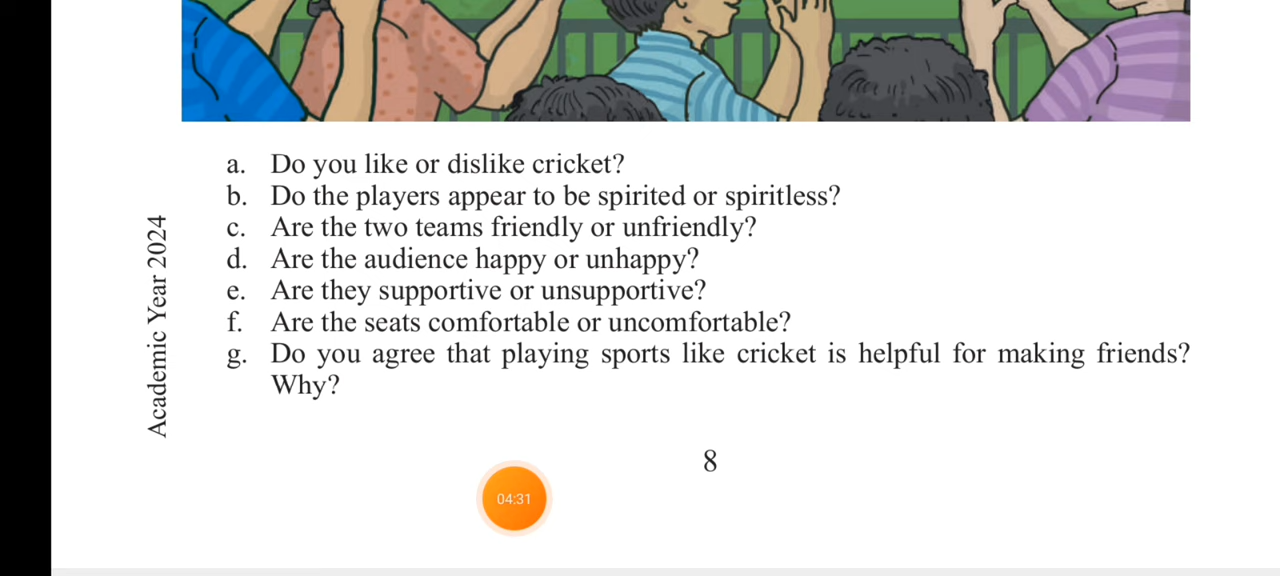 a. Do you like or dislike cricket?
b. Do the players appear to be spirited or spiritless?
c. Are the two teams friendly or unfriendly?
d. Are the audience happy or unhappy?
e. Are they supportive or unsupportive?
f. Are the seats comfortable or uncomfortable?
g. Do you agree that playing sports like cricket is helpful for making friends?
Why?
Academic Year 2024
8
04:31